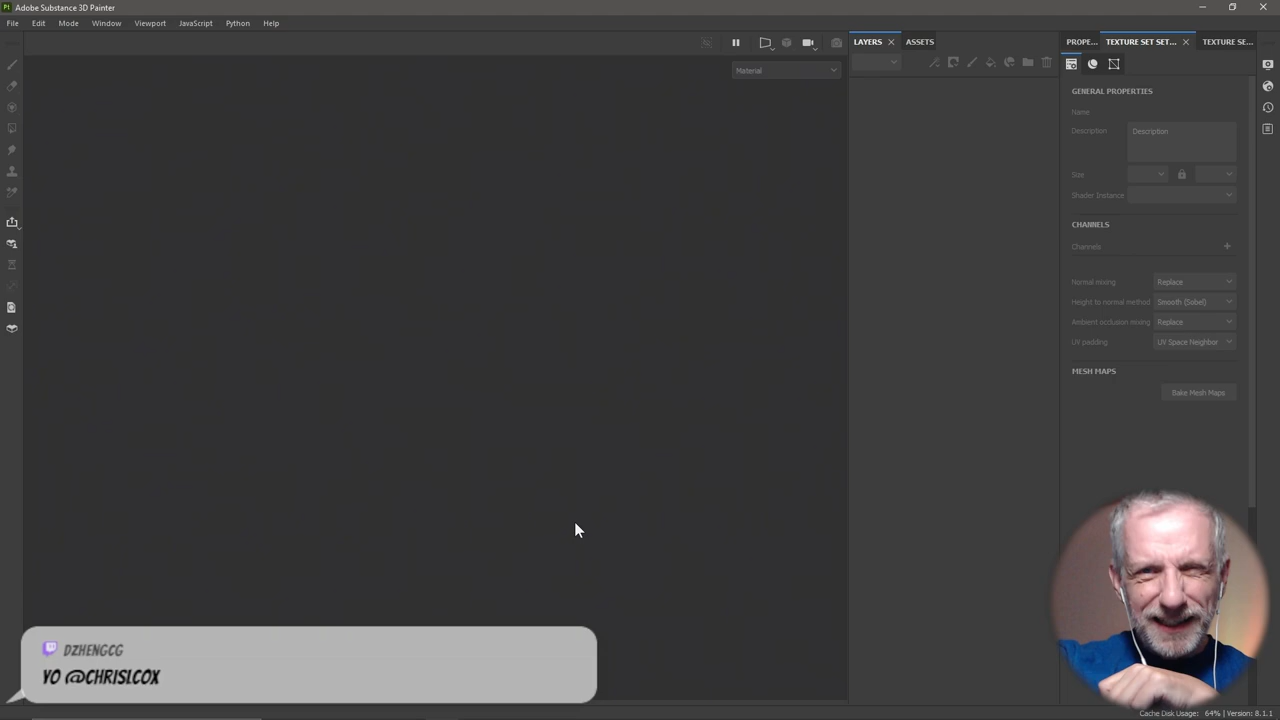 Pt Adobe Substance 3D Painter
File Edit Mode Window Viewport JavaScript Python Help
LAYERS ASSETS
PROPE... TEXTURE SET SET... TEXTURE SE...
Material
GENERAL PROPERTIES
Name
Description Description
Size
Shader Instance
CHANNELS
Channels
Normal mixing Replace
Height to normal method Smooth (Sobel)
Ambient occlusion mixing Replace
UV padding UV Space Neighbor
MESH MAPS
Bake Mesh Maps
DZHENGCG
YO @CHRISLCOX
Cache Disk Usage: 64% | Version: 8.1.1